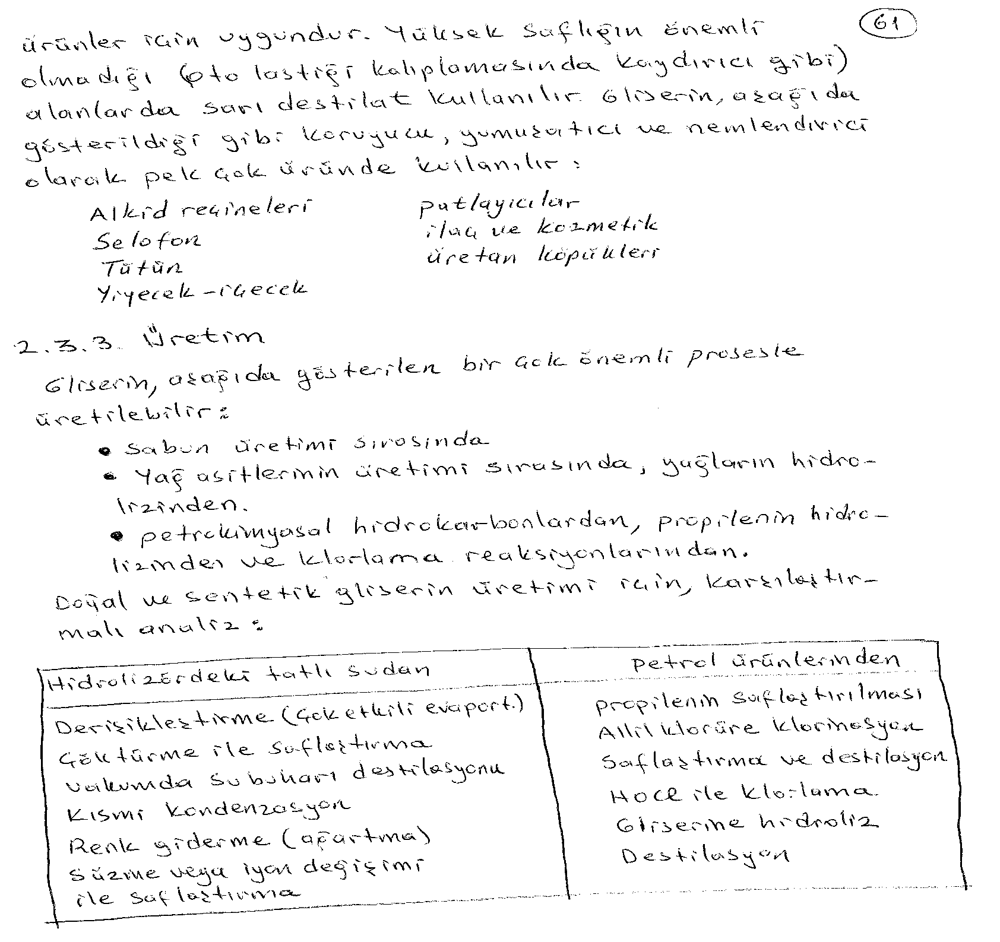 61
ürünler için uygundur. Yüksek saflığın önemli
olmadığı (oto lastiği kalıplamasında kaydırıcı gibi)
alanlarda sarı destilat kullanılır. Gliserin, aşağıda
gösterildiği gibi koruyucu, yumuşatıcı ve nemlendirici
olarak pek çok üründe kullanılır :
Alkid reçineleri
Selofon
Tütün
Yiyecek-içecek
patlayıcılar
ilaç ve kozmetik
üretan köpükleri
2.3.3. Üretim
Gliserin, aşağıda gösterilen bir çok önemli prosesle
üretilebilir :
• Sabun üretimi sırasında
• Yağ asitlerinin üretimi sırasında, yağların hidro-
lizinden.
• petrokimyasal hidrokarbonlardan, propilenin hidro-
lizinden ve klorlama reaksiyonlarından.
Doğal ve sentetik gliserin üretimi için, karşılaştır-
malı analiz :
Hidrolizördeki tatlı sudan
Derişikleştirme (Çok etkili evaport.)
Çöktürme ile saflaştırma
Vakumda su buharı destilasyonu
Kısmi kondenzasyon
Renk giderme (ağartma)
Süzme veya iyon değişimi
ile saflaştırma
Petrol ürünlerinden
propilenin saflaştırılması
Allil klorüre klorinasyon
Saflaştırma ve destilasyon
HOCl ile klorlama
Gliserine hidroliz
Destilasyon